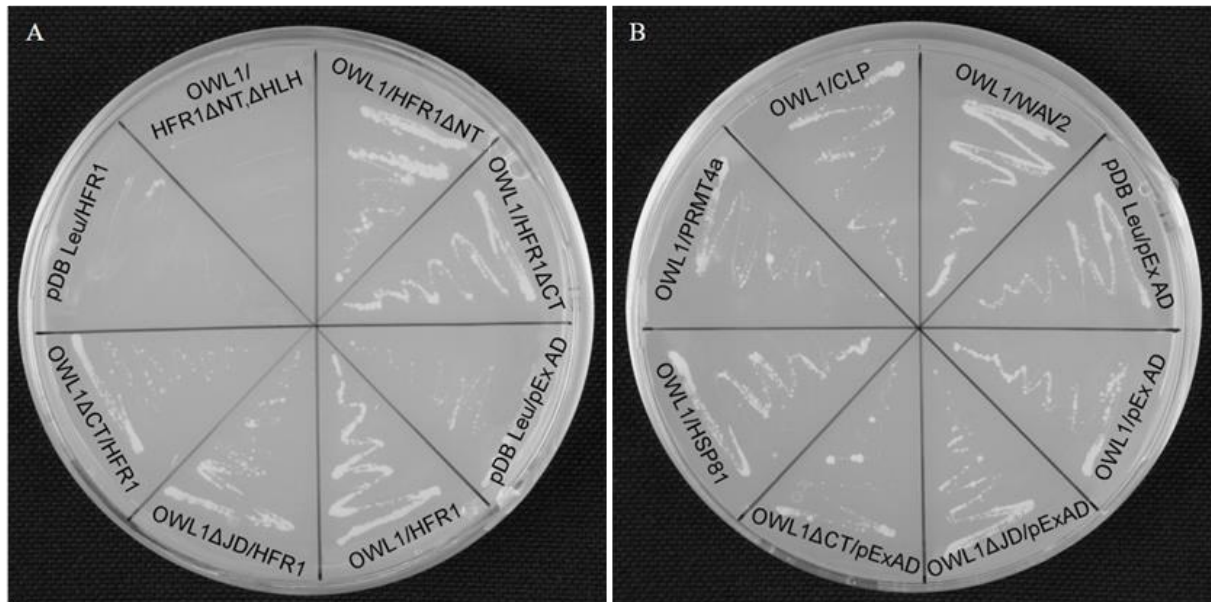 A
OWL1/
HFR1ΔNT,ΔHLH
OWL1/HFR1ΔNT
OWL1/HFR1ΔCT
pDB Leu/pEx AD
OWL1/HFR1
OWL1ΔJD/HFR1
OWL1ΔCT/HFR1
pDB Leu/HFR1
B
OWL1/CLP
OWL1/WAV2
pDB Leu/pEx AD
OWL1/pEx AD
OWL1ΔJD/pExAD
OWL1ΔCT/pExAD
OWL1/HSP81
OWL1/PRMT4a